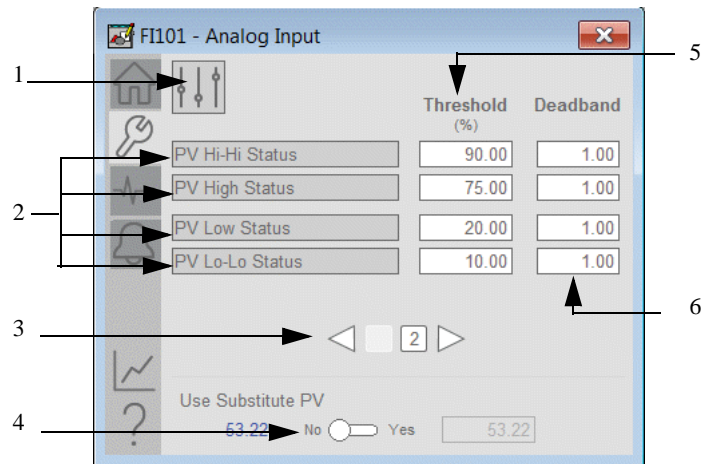 FI101 - Analog Input
5
1
Threshold Deadband
(%)
PV Hi-Hi Status 90.00 1.00
PV High Status 75.00 1.00
2
PV Low Status 20.00 1.00
PV Lo-Lo Status 10.00 1.00
6
3
2
Use Substitute PV
4
53.22 No Yes 53.22
?